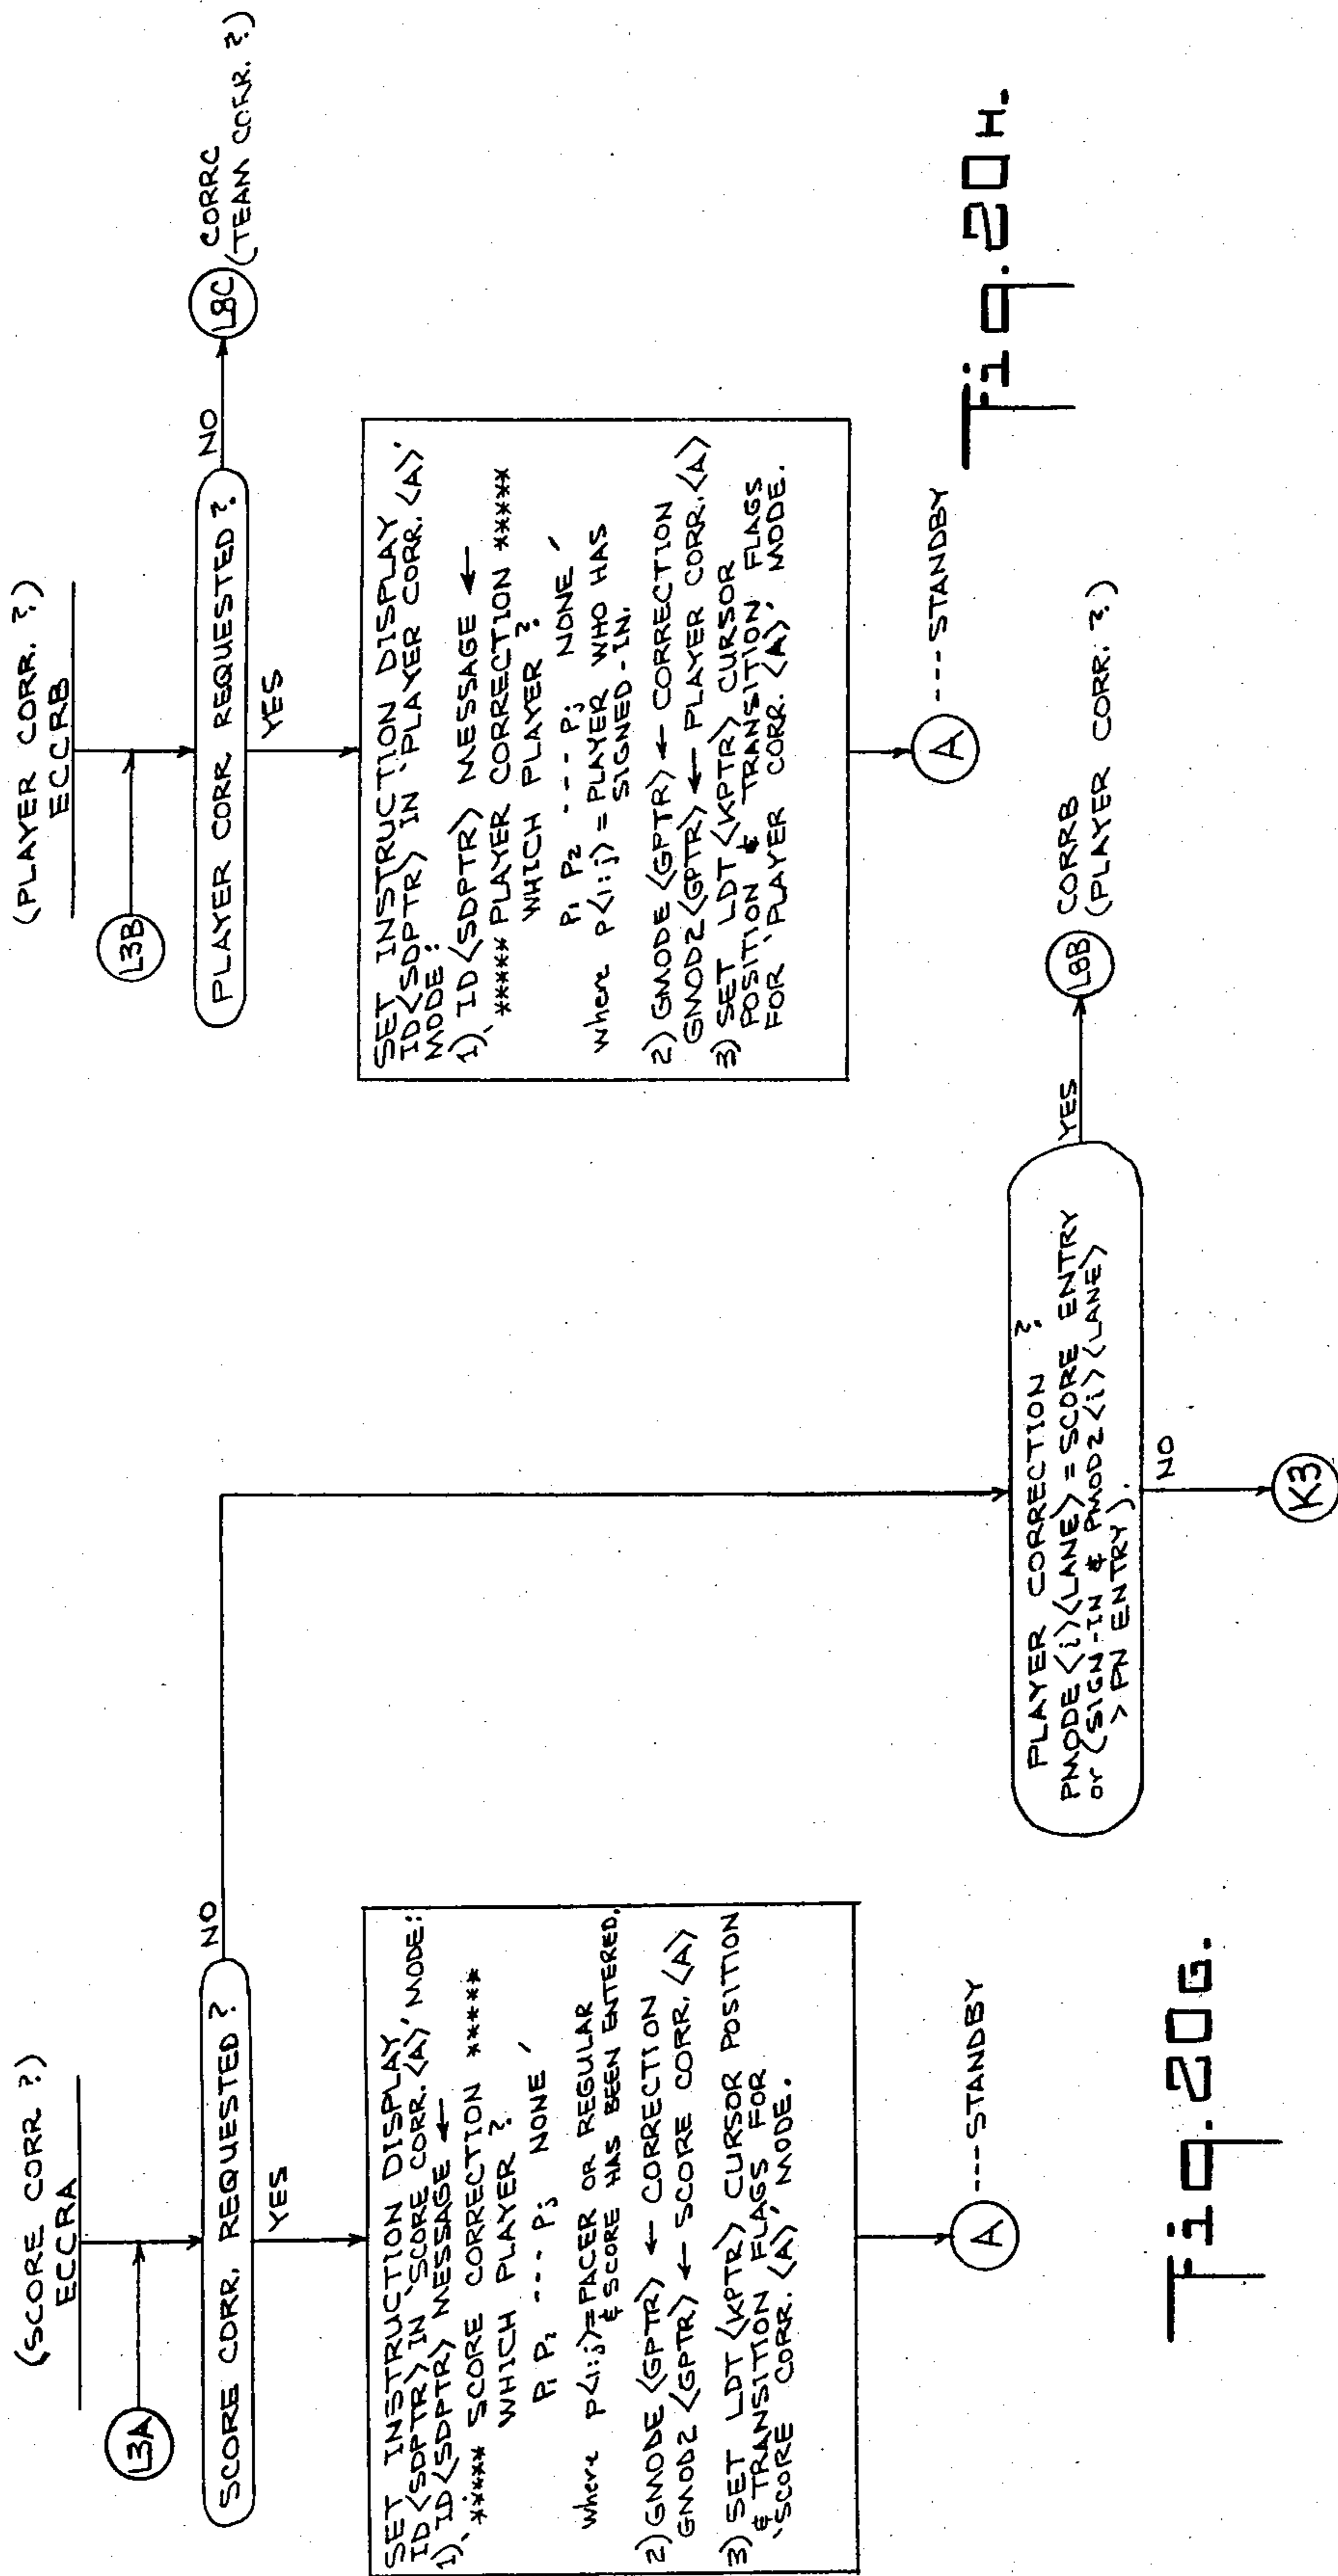 (SCORE CORR ?)
ECCRA
L3A
SCORE CORR. REQUESTED ?
NO
YES
SET INSTRUCTION DISPLAY,
ID<SDPTR> IN 'SCORE CORR. <A>' MODE:
1) ID<SDPTR> MESSAGE ←
'***** SCORE CORRECTION *****
WHICH PLAYER ?
P1 P2 --- Pj NONE '
where P<1:j>=PACER OR REGULAR
& SCORE HAS BEEN ENTERED.
2) GMODE <GPTR> ← CORRECTION
GMOD2 <GPTR> ← SCORE CORR. <A>
3) SET LDT <KPTR> CURSOR POSITION
& TRANSITION FLAGS FOR
'SCORE CORR. <A>' MODE.
A ---STANDBY
Fig. 20G.
PLAYER CORRECTION ?
PMODE<i><LANE> = SCORE ENTRY
or (SIGN-IN & PMOD2<i><LANE>
> PN ENTRY).
YES
L8B CORRB
(PLAYER CORR. ?)
NO
K3
(PLAYER CORR. ?)
ECCRB
L3B
PLAYER CORR REQUESTED ?
NO
L8C CORRC
(TEAM CORR. ?)
YES
SET INSTRUCTION DISPLAY
ID<SDPTR> IN 'PLAYER CORR. <A>'
MODE:
1) ID<SDPTR> MESSAGE ←
'***** PLAYER CORRECTION *****
WHICH PLAYER ?
P1 P2 --- Pj NONE '
where P<1:j> = PLAYER WHO HAS
SIGNED-IN.
2) GMODE <GPTR> ← CORRECTION
GMOD2<GPTR> ← PLAYER CORR. <A>
3) SET LDT <KPTR> CURSOR
POSITION & TRANSITION FLAGS
FOR 'PLAYER CORR. <A>' MODE.
A ---STANDBY
Fig. 20H.